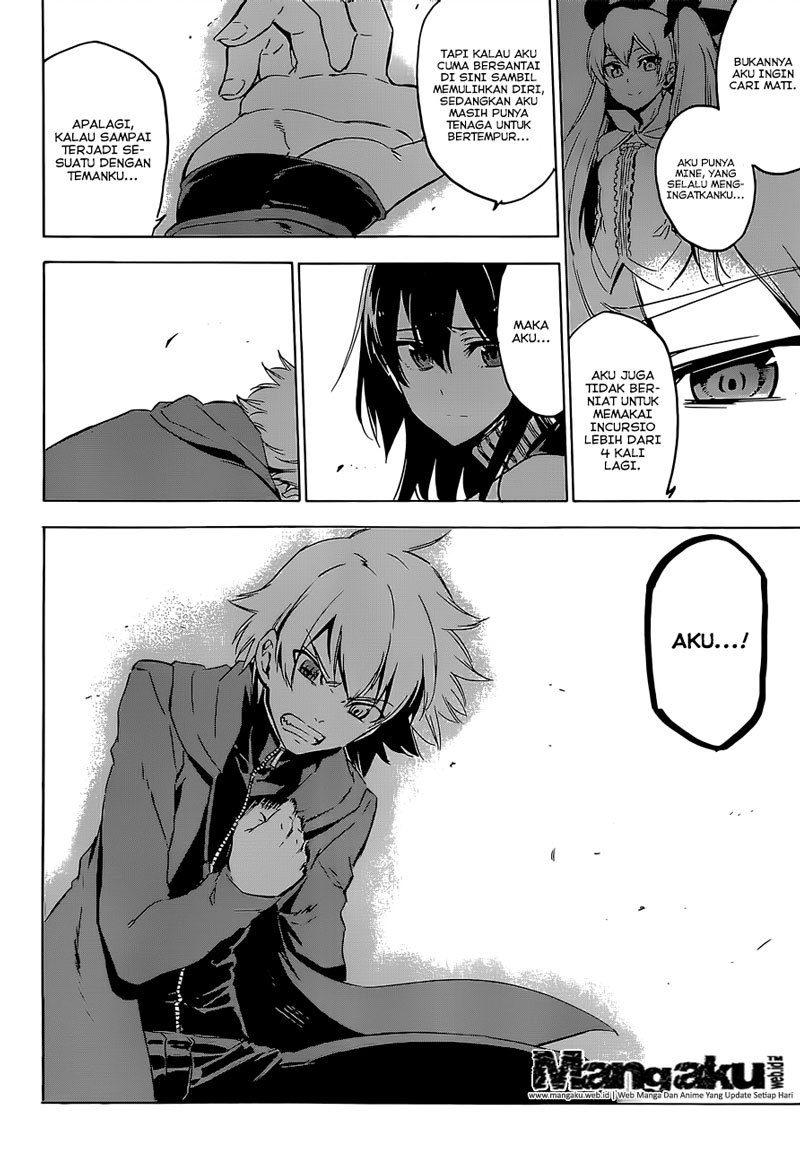 BUKANNYA
AKU INGIN
CARI MATI.
AKU PUNYA
MINE, YANG
SELALU MENG-
INGATKANKU...
TAPI KALAU AKU
CUMA BERSANTAI
DI SINI SAMBIL
MEMULIHKAN DIRI,
SEDANGKAN AKU
MASIH PUNYA
TENAGA UNTUK
BERTEMPUR...
APALAGI,
KALAU SAMPAI
TERJADI SE-
SUATU DENGAN
TEMANKU...
AKU JUGA
TIDAK BER-
NIAT UNTUK
MEMAKAI
INCURSIO
LEBIH DARI
4 KALI
LAGI.
MAKA
AKU...
AKU...!
Mangaku
web.id™
www.mangaku.web.id | Web Manga Dan Anime Yang Update Setiap Hari